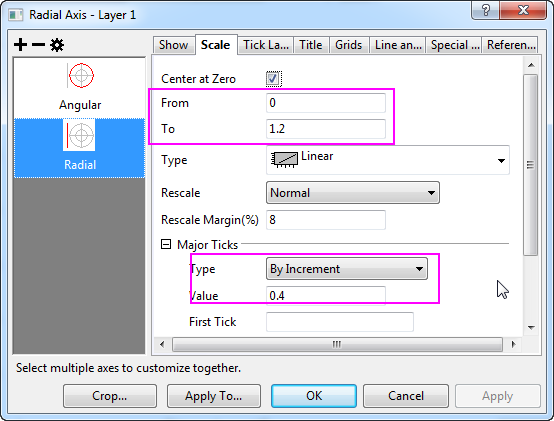 Radial Axis - Layer 1
Show Scale Tick La... Title Grids Line an... Special ... Referen...
Angular
Radial
Center at Zero
From 0
To 1.2
Type Linear
Rescale Normal
Rescale Margin(%) 8
Major Ticks
Type By Increment
Value 0.4
First Tick
Select multiple axes to customize together.
Crop... Apply To... OK Cancel Apply